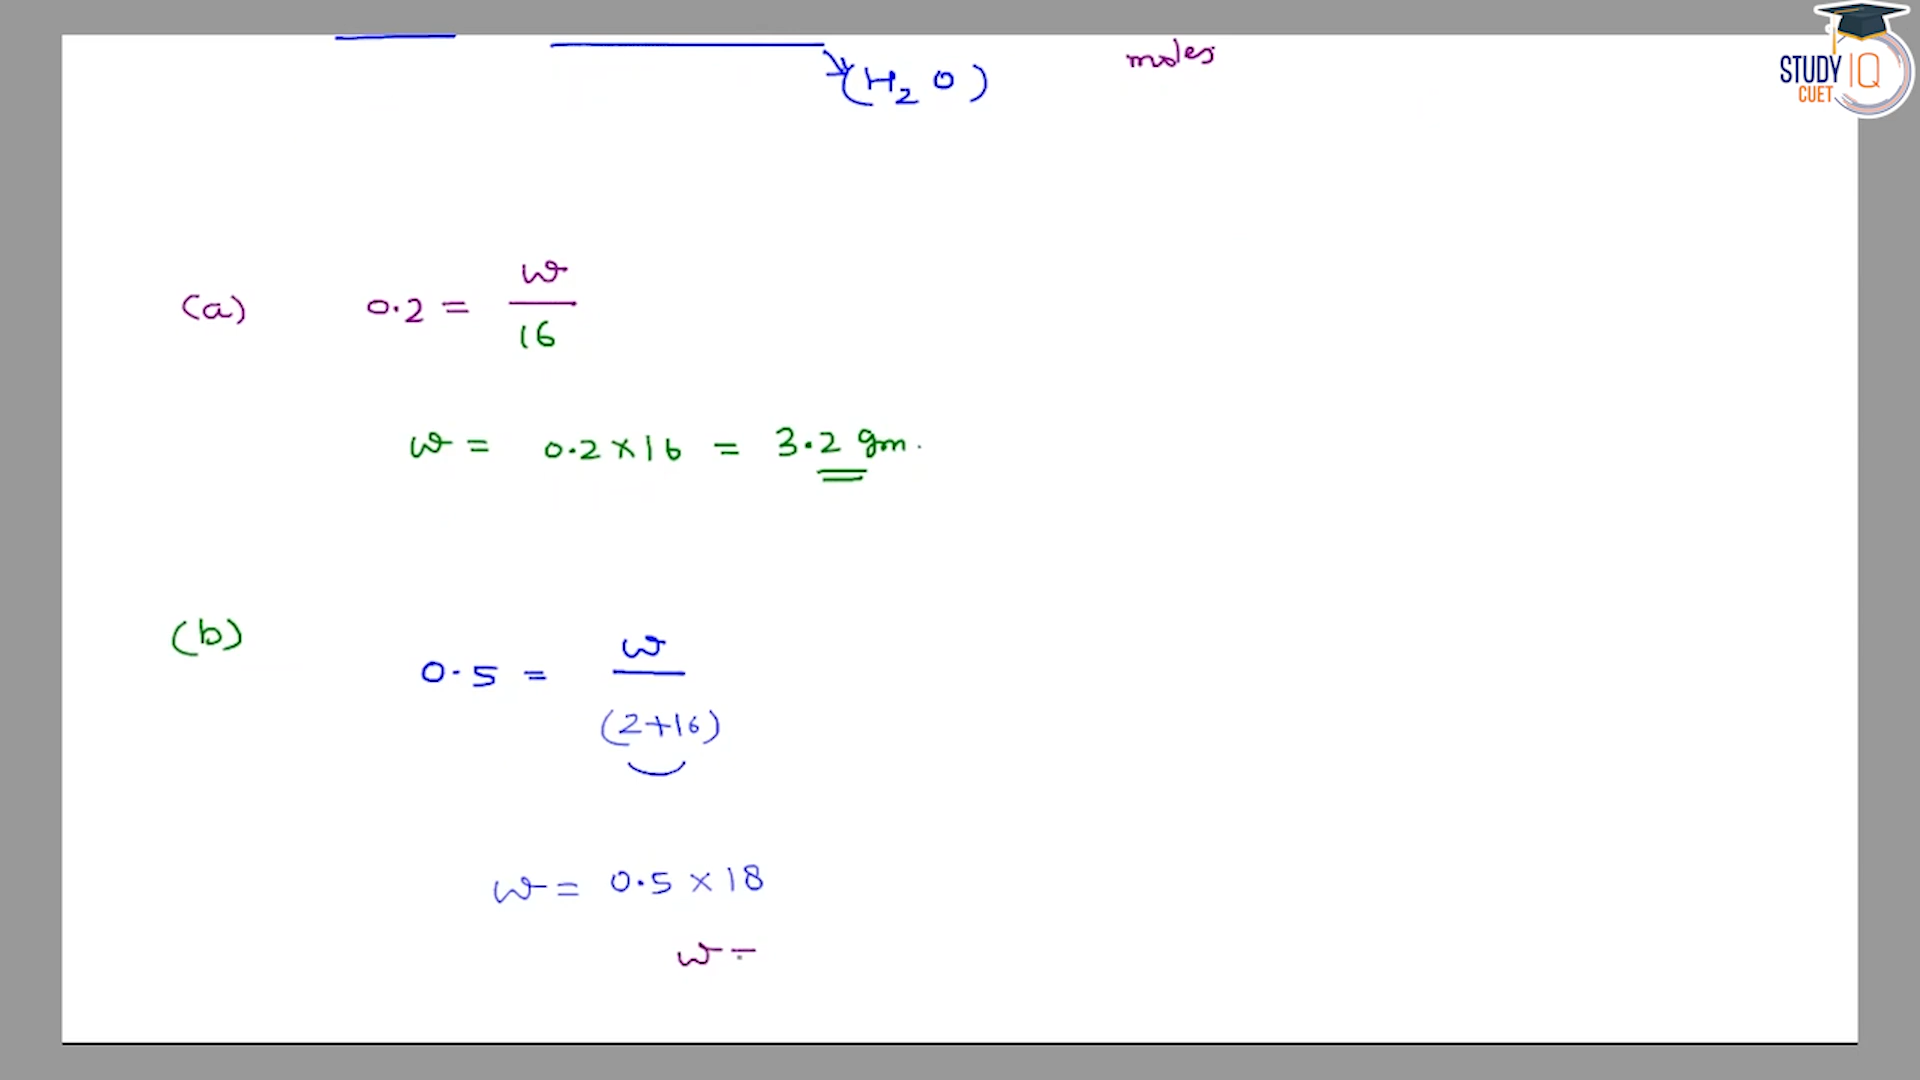 moles
(H₂O)
STUDY IQ
CUET
(a) 0.2 = w/16
w = 0.2 × 16 = 3.2 gm.
(b) 0.5 = w/(2+16)
w = 0.5 × 18
w =